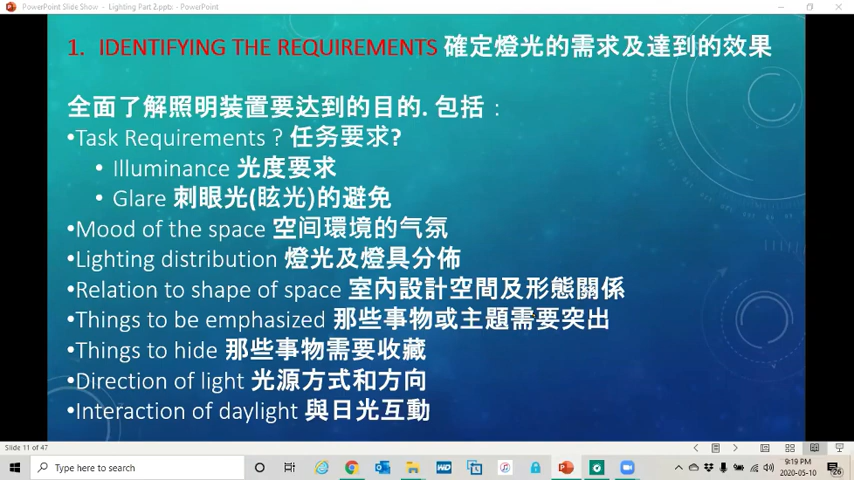 PowerPoint Slide Show - Lighting Part 2.pptx - PowerPoint
1. IDENTIFYING THE REQUIREMENTS 確定燈光的需求及達到的效果
全面了解照明裝置要达到的目的. 包括：
•Task Requirements ? 任务要求?
• Illuminance 光度要求
• Glare 刺眼光(眩光)的避免
•Mood of the space 空间環境的气氛
•Lighting distribution 燈光及燈具分佈
•Relation to shape of space 室內設計空間及形態關係
•Things to be emphasized 那些事物或主題需要突出
•Things to hide 那些事物需要收藏
•Direction of light 光源方式和方向
•Interaction of daylight 與日光互動
Slide 11 of 47
Type here to search
9:19 PM
2020-05-10
26